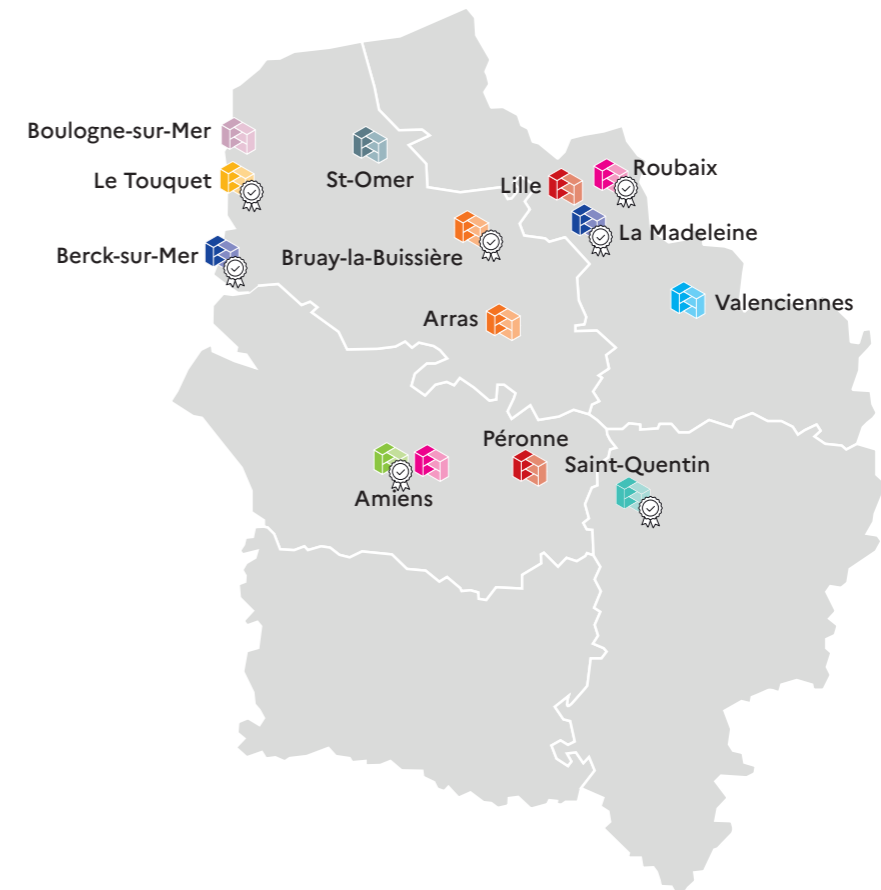 Boulogne-sur-Mer
Le Touquet
St-Omer
Lille
Roubaix
La Madeleine
Berck-sur-Mer
Bruay-la-Buissière
Valenciennes
Arras
Péronne
Saint-Quentin
Amiens